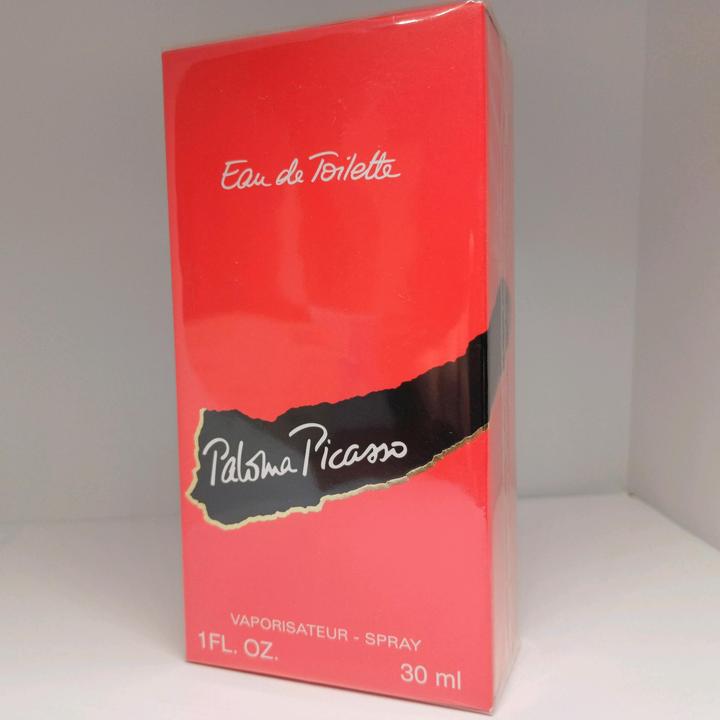 Eau de Toilette
Paloma Picasso
VAPORISATEUR - SPRAY
1FL. OZ.
30 ml